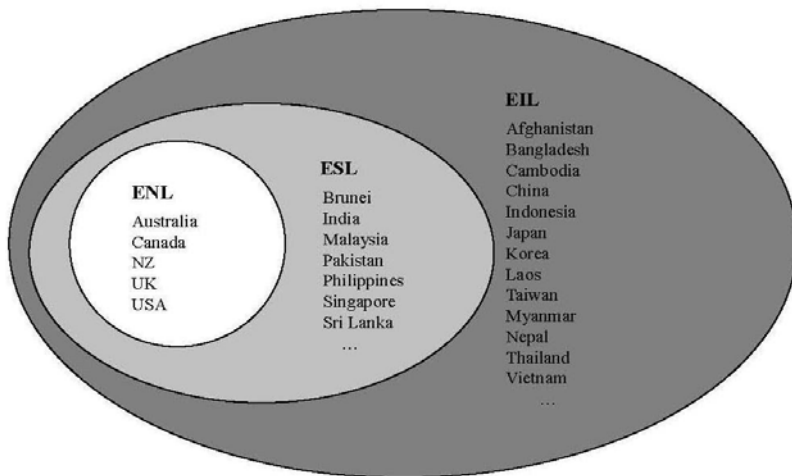 ENL
Australia
Canada
NZ
UK
USA
ESL
Brunei
India
Malaysia
Pakistan
Philippines
Singapore
Sri Lanka
…
EIL
Afghanistan
Bangladesh
Cambodia
China
Indonesia
Japan
Korea
Laos
Taiwan
Myanmar
Nepal
Thailand
Vietnam
…